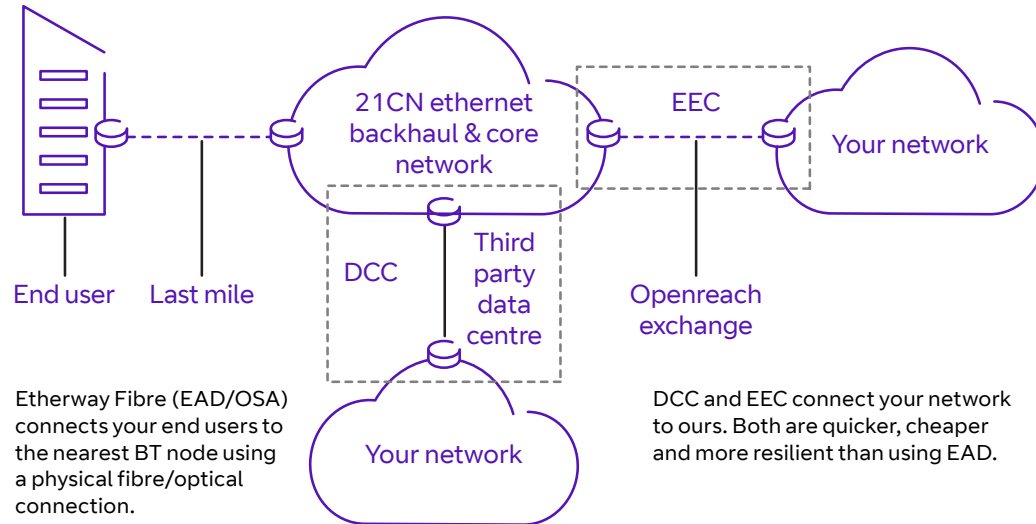 21CN ethernet
backhaul & core
network
EEC
Your network
DCC
Third
party
data
centre
End user
Last mile
Openreach
exchange
Etherway Fibre (EAD/OSA)
connects your end users to
the nearest BT node using
a physical fibre/optical
connection.
Your network
DCC and EEC connect your network
to ours. Both are quicker, cheaper
and more resilient than using EAD.